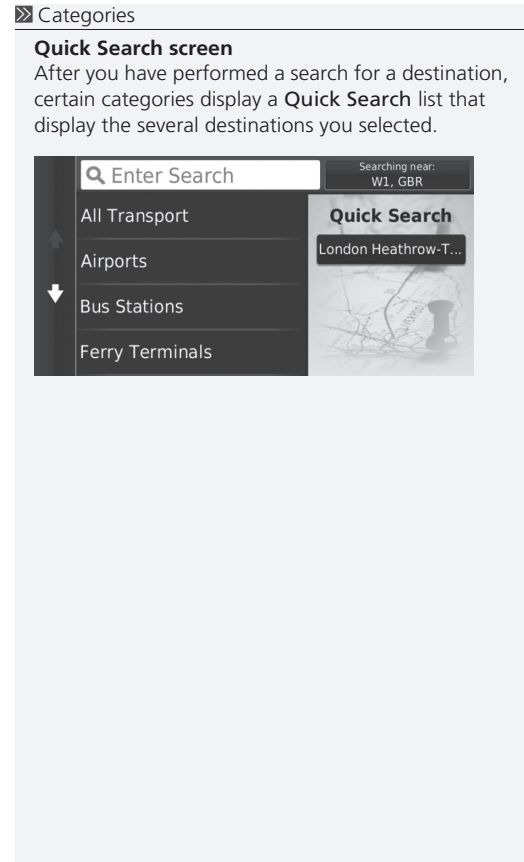 Categories
Quick Search screen
After you have performed a search for a destination,
certain categories display a Quick Search list that
display the several destinations you selected.
Enter Search
Searching near:
W1, GBR
All Transport
Airports
Bus Stations
Ferry Terminals
Quick Search
London Heathrow-T...